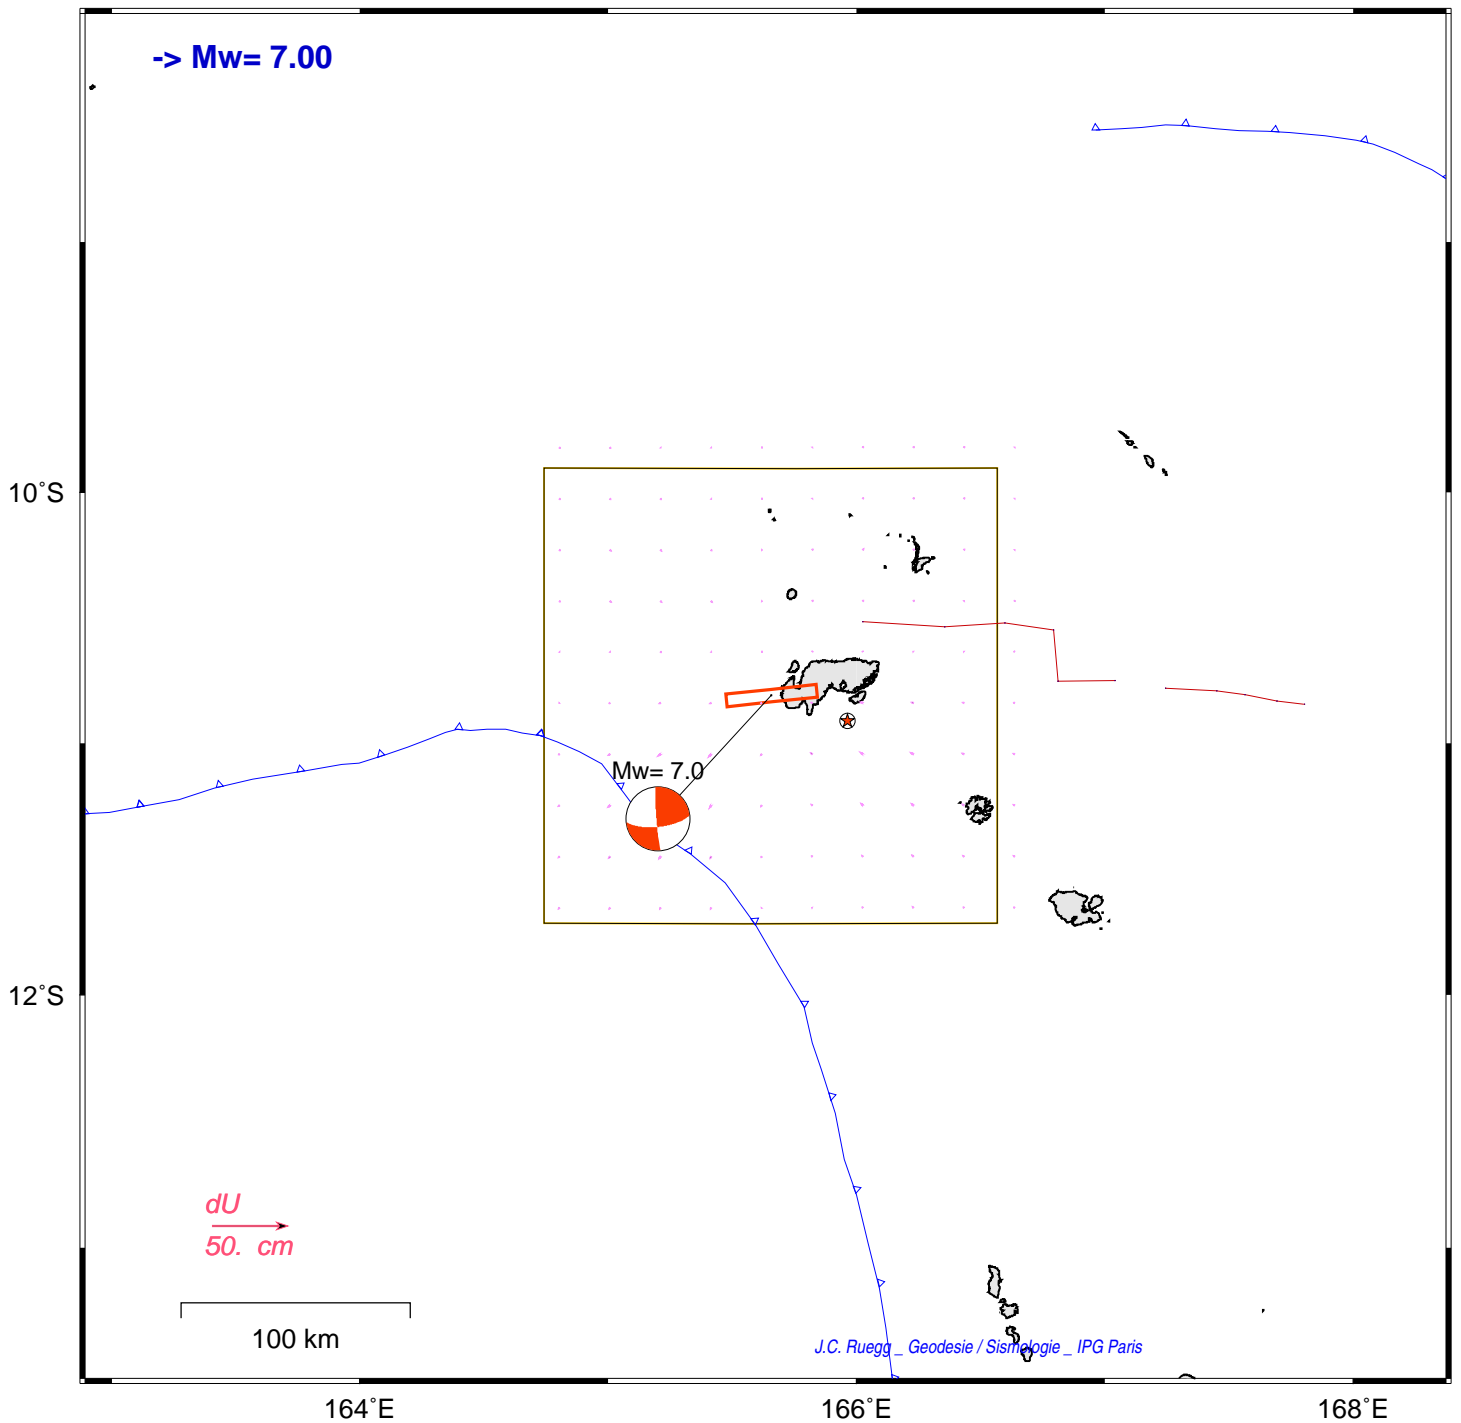 -> Mw= 7.00
10˚S
Mw= 7.0
12˚S
dU
50. cm
100 km
J.C. Ruegg _ Geodesie / Sismologie _ IPG Paris
164˚E
166˚E
168˚E